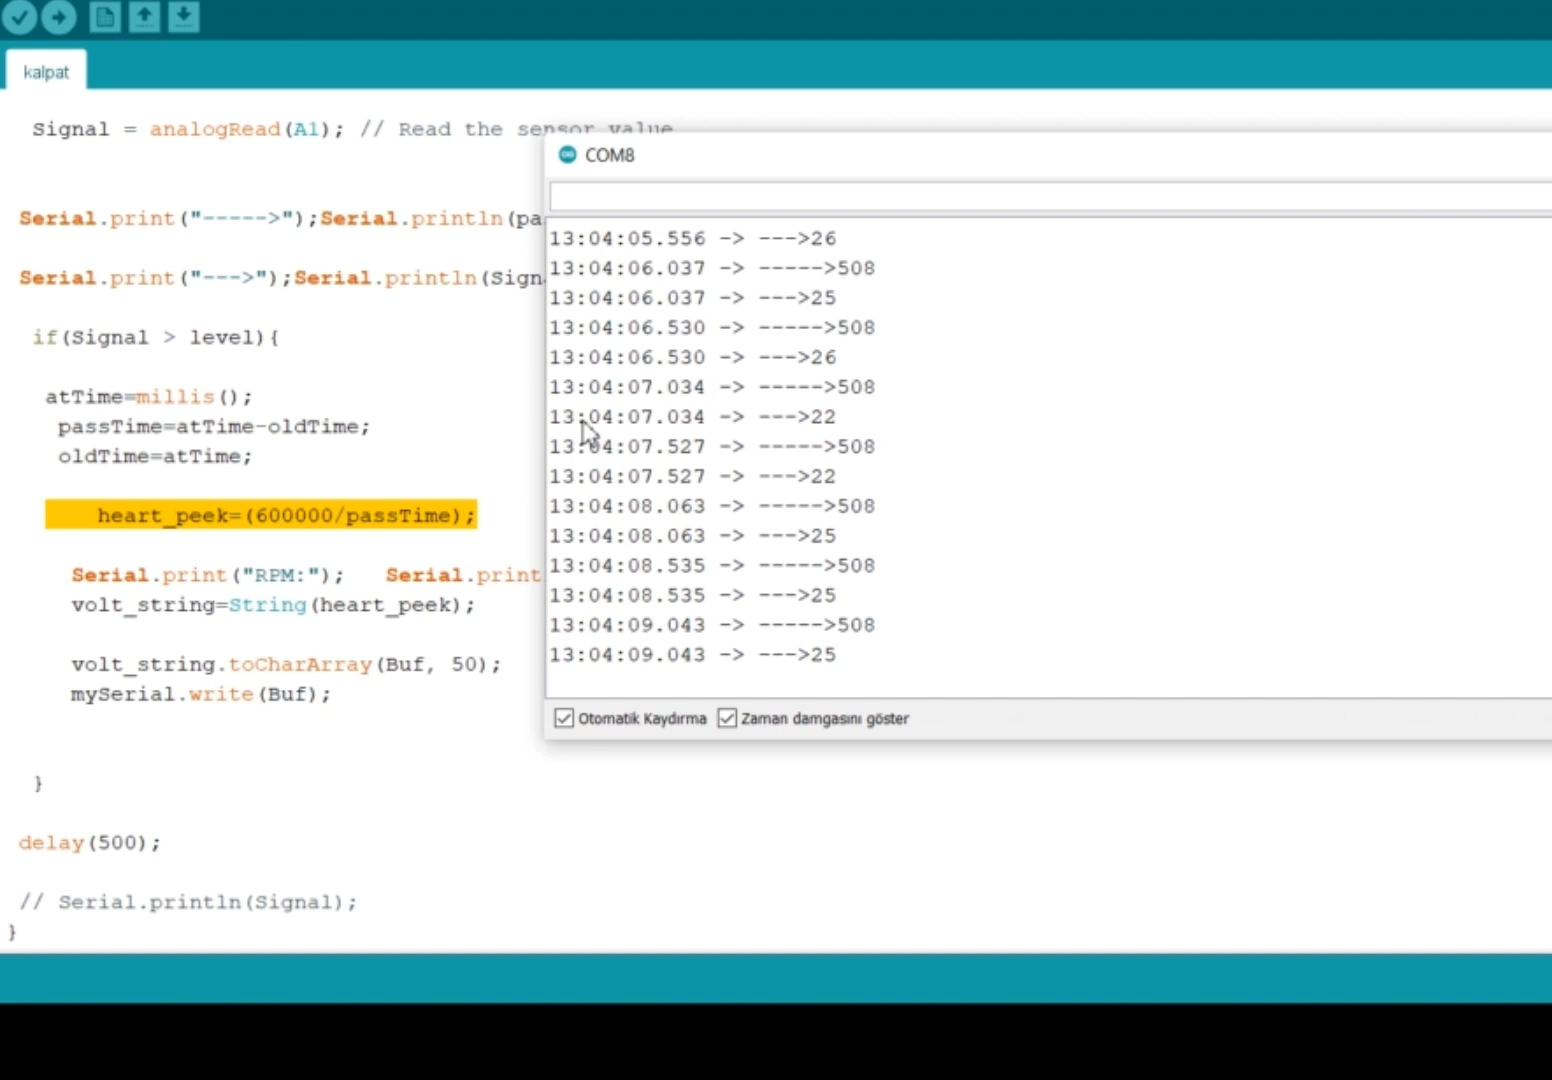 kalpat
Signal = analogRead(A1); // Read the sensor value
Serial.print("----->");Serial.println(pa
Serial.print("--->");Serial.println(Sign
if(Signal > level){
atTime=millis();
passTime=atTime-oldTime;
oldTime=atTime;
heart_peek=(600000/passTime);
Serial.print("RPM:"); Serial.print
volt_string=String(heart_peek);
volt_string.toCharArray(Buf, 50);
mySerial.write(Buf);
}
delay(500);
// Serial.println(Signal);
}
COM8
13:04:05.556 -> --->26
13:04:06.037 -> ----->508
13:04:06.037 -> --->25
13:04:06.530 -> ----->508
13:04:06.530 -> --->26
13:04:07.034 -> ----->508
13:04:07.034 -> --->22
13:04:07.527 -> ----->508
13:04:07.527 -> --->22
13:04:08.063 -> ----->508
13:04:08.063 -> --->25
13:04:08.535 -> ----->508
13:04:08.535 -> --->25
13:04:09.043 -> ----->508
13:04:09.043 -> --->25
Otomatik Kaydırma Zaman damgasını göster